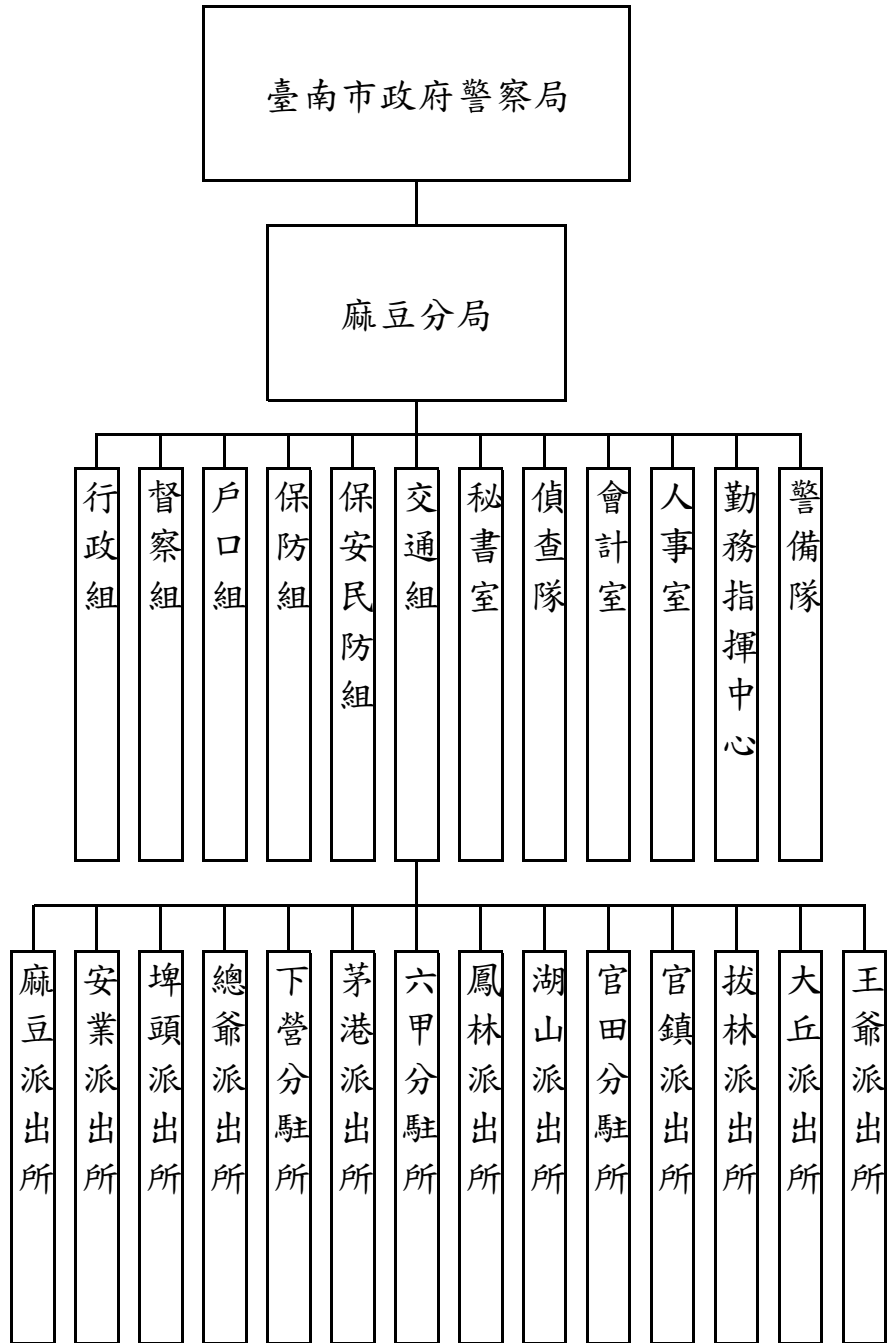 臺南市政府警察局
麻豆分局
行政組
督察組
戶口組
保防組
保安民防組
交通組
秘書室
偵查隊
會計室
人事室
勤務指揮中心
警備隊
麻豆派出所
安業派出所
埤頭派出所
總爺派出所
下營分駐所
茅港派出所
六甲分駐所
鳳林派出所
湖山派出所
官田分駐所
官鎮派出所
拔林派出所
大丘派出所
王爺派出所